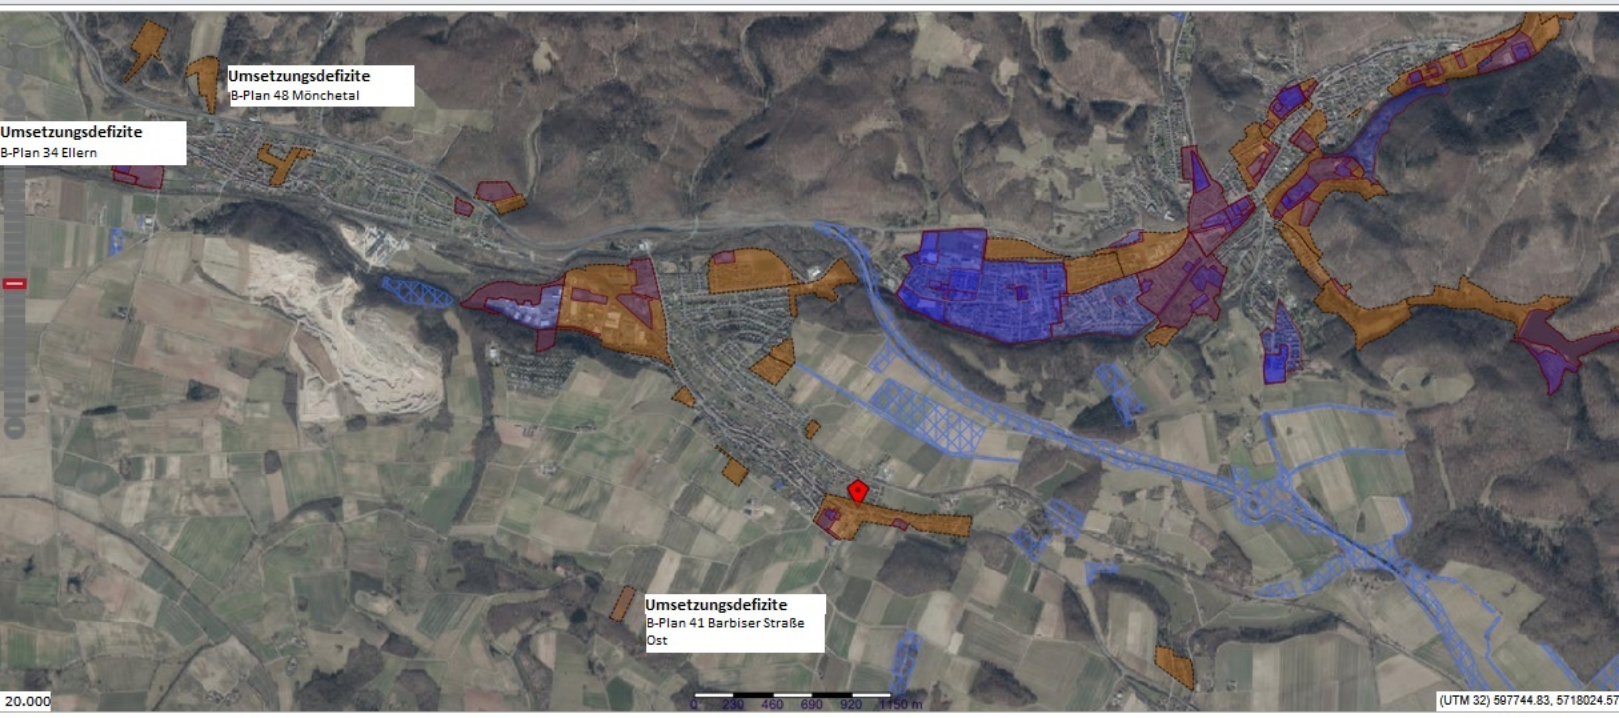 Umsetzungsdefizite
B-Plan 48 Mönchetal
Umsetzungsdefizite
B-Plan 34 Ellern
Umsetzungsdefizite
B-Plan 41 Barbiser Straße
Ost
20.000
0 230 460 690 920 1150 m
(UTM 32) 597744.83, 5718024.57